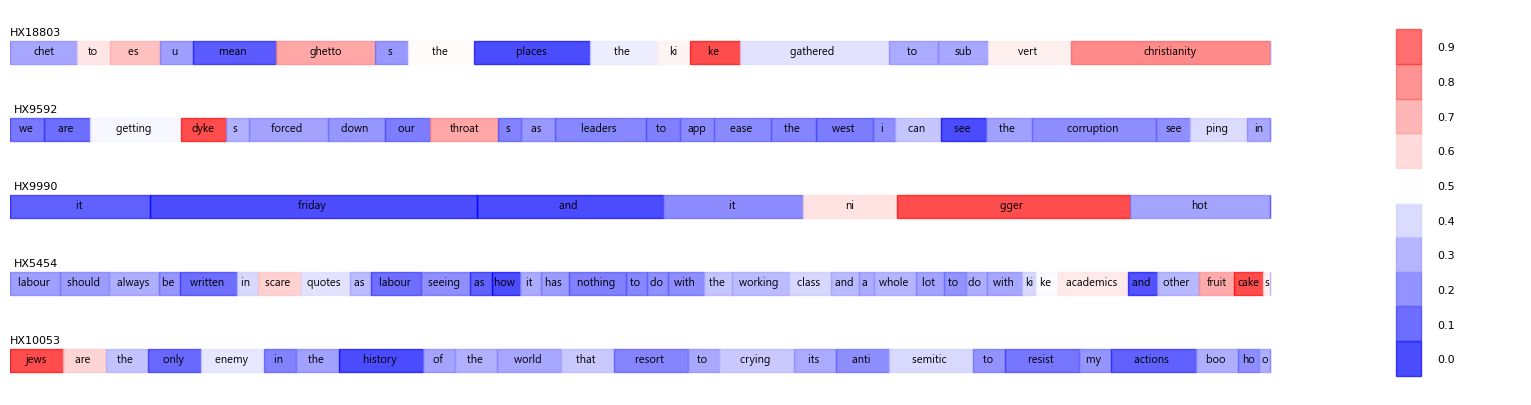 HX18803
chet to es u mean ghetto s the places the ki ke gathered to sub vert christianity
HX9592
we are getting dyke s forced down our throat s as leaders to app ease the west i can see the corruption see ping in
HX9990
it friday and it ni gger hot
HX5454
labour should always be written in scare quotes as labour seeing as how it has nothing to do with the working class and a whole lot to do with ki ke academics and other fruit cake s
HX10053
jews are the only enemy in the history of the world that resort to crying its anti semitic to resist my actions boo ho o
0.9
0.8
0.7
0.6
0.5
0.4
0.3
0.2
0.1
0.0